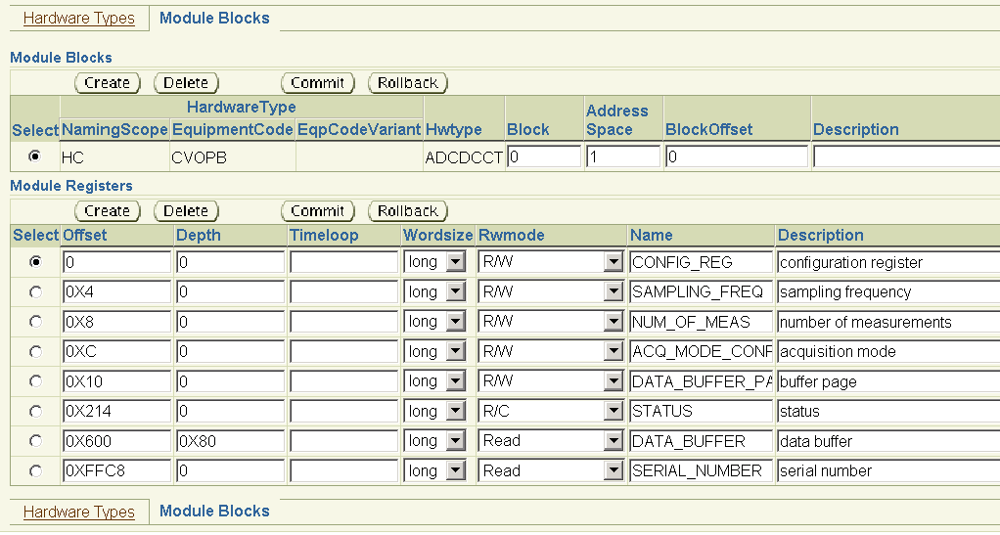 Hardware Types Module Blocks
Module Blocks
Create Delete Commit Rollback
HardwareType
Select NamingScope EquipmentCode EqpCodeVariant Hwtype Block Address Space BlockOffset Description
HC CVOPB ADCDCCT 0 1 0
Module Registers
Create Delete Commit Rollback
Select Offset Depth Timeloop Wordsize Rwmode Name Description
0 0 long R/W CONFIG_REG configuration register
0X4 0 long R/W SAMPLING_FREQ sampling frequency
0X8 0 long R/W NUM_OF_MEAS number of measurements
0XC 0 long R/W ACQ_MODE_CONF acquisition mode
0X10 0 long R/W DATA_BUFFER_PA buffer page
0X214 0 long R/C STATUS status
0X600 0X80 long Read DATA_BUFFER data buffer
0XFFC8 0 long Read SERIAL_NUMBER serial number
Hardware Types Module Blocks